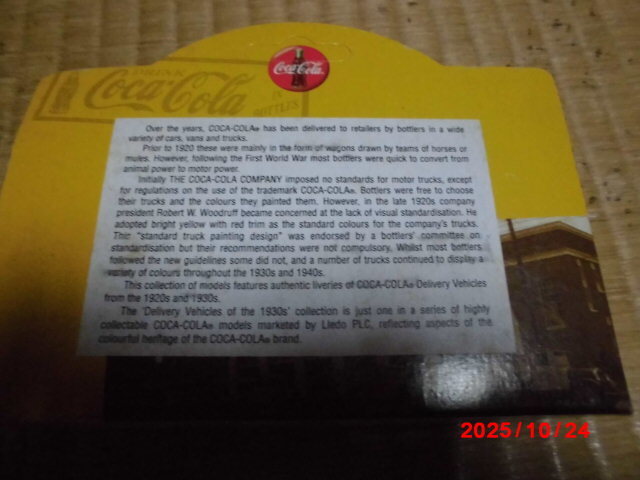 Coca-Cola
DRINK
Coca-Cola
IN
BOTTLES
Over the years, COCA-COLA® has been delivered to retailers by bottlers in a wide
variety of cars, vans and trucks.
Prior to 1920 these were mainly in the form of wagons drawn by teams of horses or
mules. However, following the First World War most bottlers were quick to convert from
animal power to motor power.
Initially THE COCA-COLA COMPANY imposed no standards for motor trucks, except
for regulations on the use of the trademark COCA-COLA®. Bottlers were free to choose
their trucks and the colours they painted them. However, in the late 1920s company
president Robert W. Woodruff became concerned at the lack of visual standardisation. He
adopted bright yellow with red trim as the standard colours for the company's trucks.
This "standard truck painting design" was endorsed by a bottlers' committee on
standardisation but their recommendations were not compulsory. Whilst most bottlers
followed the new guidelines some did not, and a number of trucks continued to display a
variety of colours throughout the 1930s and 1940s.
This collection of models features authentic liveries of COCA-COLA® Delivery Vehicles
from the 1920s and 1930s.
The 'Delivery Vehicles of the 1930s' collection is just one in a series of highly
collectable COCA-COLA® models marketed by Lledo PLC, reflecting aspects of the
colourful heritage of the COCA-COLA® brand.
2025/10/24